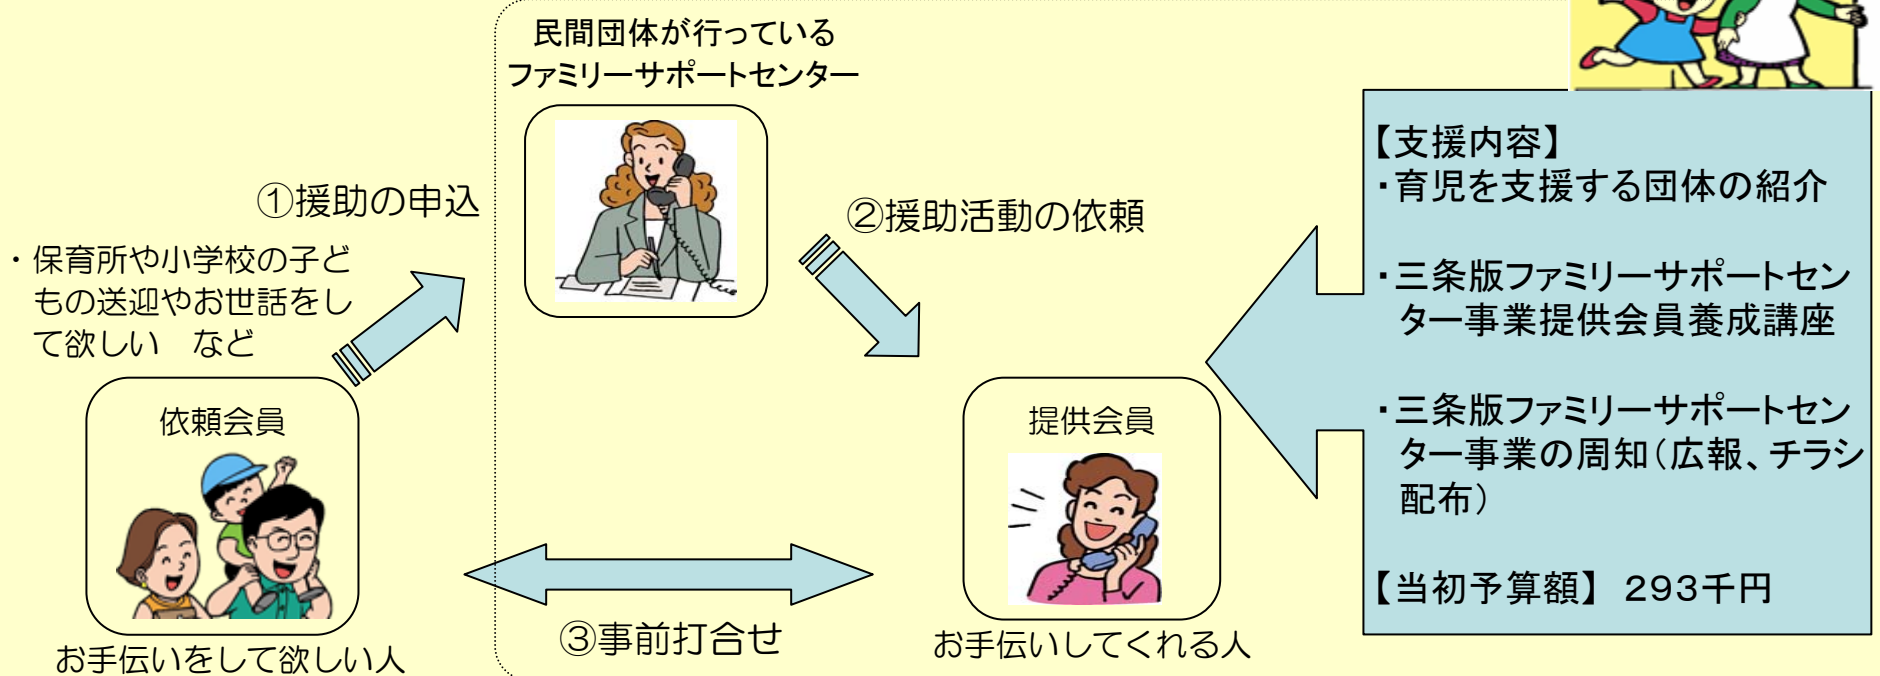 民間団体が行っている
ファミリーサポートセンター
①援助の申込
・保育所や小学校の子ど
もの送迎やお世話をし
て欲しい　など
②援助活動の依頼
依頼会員
お手伝いをして欲しい人
③事前打合せ
提供会員
お手伝いしてくれる人
【支援内容】
・育児を支援する団体の紹介
・三条版ファミリーサポートセン
ター事業提供会員養成講座
・三条版ファミリーサポートセン
ター事業の周知(広報、チラシ
配布)
【当初予算額】 293千円